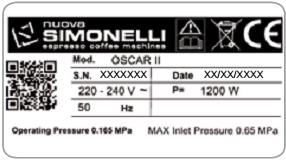 nuova
SIMONELLI
espresso coffee machines
CE
Mod. OSCAR II
S.N. XXXXXXX Date XX/XX/XXXX
220 - 240 V ~ P= 1200 W
50 Hz
Operating Pressure 0.165 MPa MAX Inlet Pressure 0.65 MPa